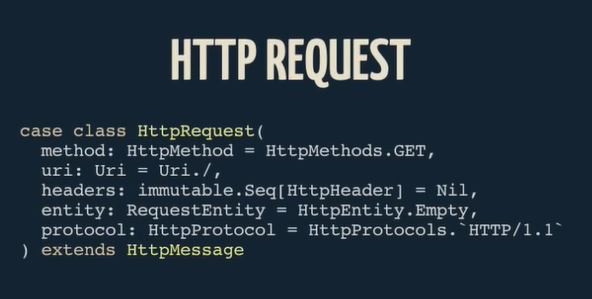 HTTP REQUEST
case class HttpRequest(
  method: HttpMethod = HttpMethods.GET,
  uri: Uri = Uri./,
  headers: immutable.Seq[HttpHeader] = Nil,
  entity: RequestEntity = HttpEntity.Empty,
  protocol: HttpProtocol = HttpProtocols.`HTTP/1.1`
) extends HttpMessage